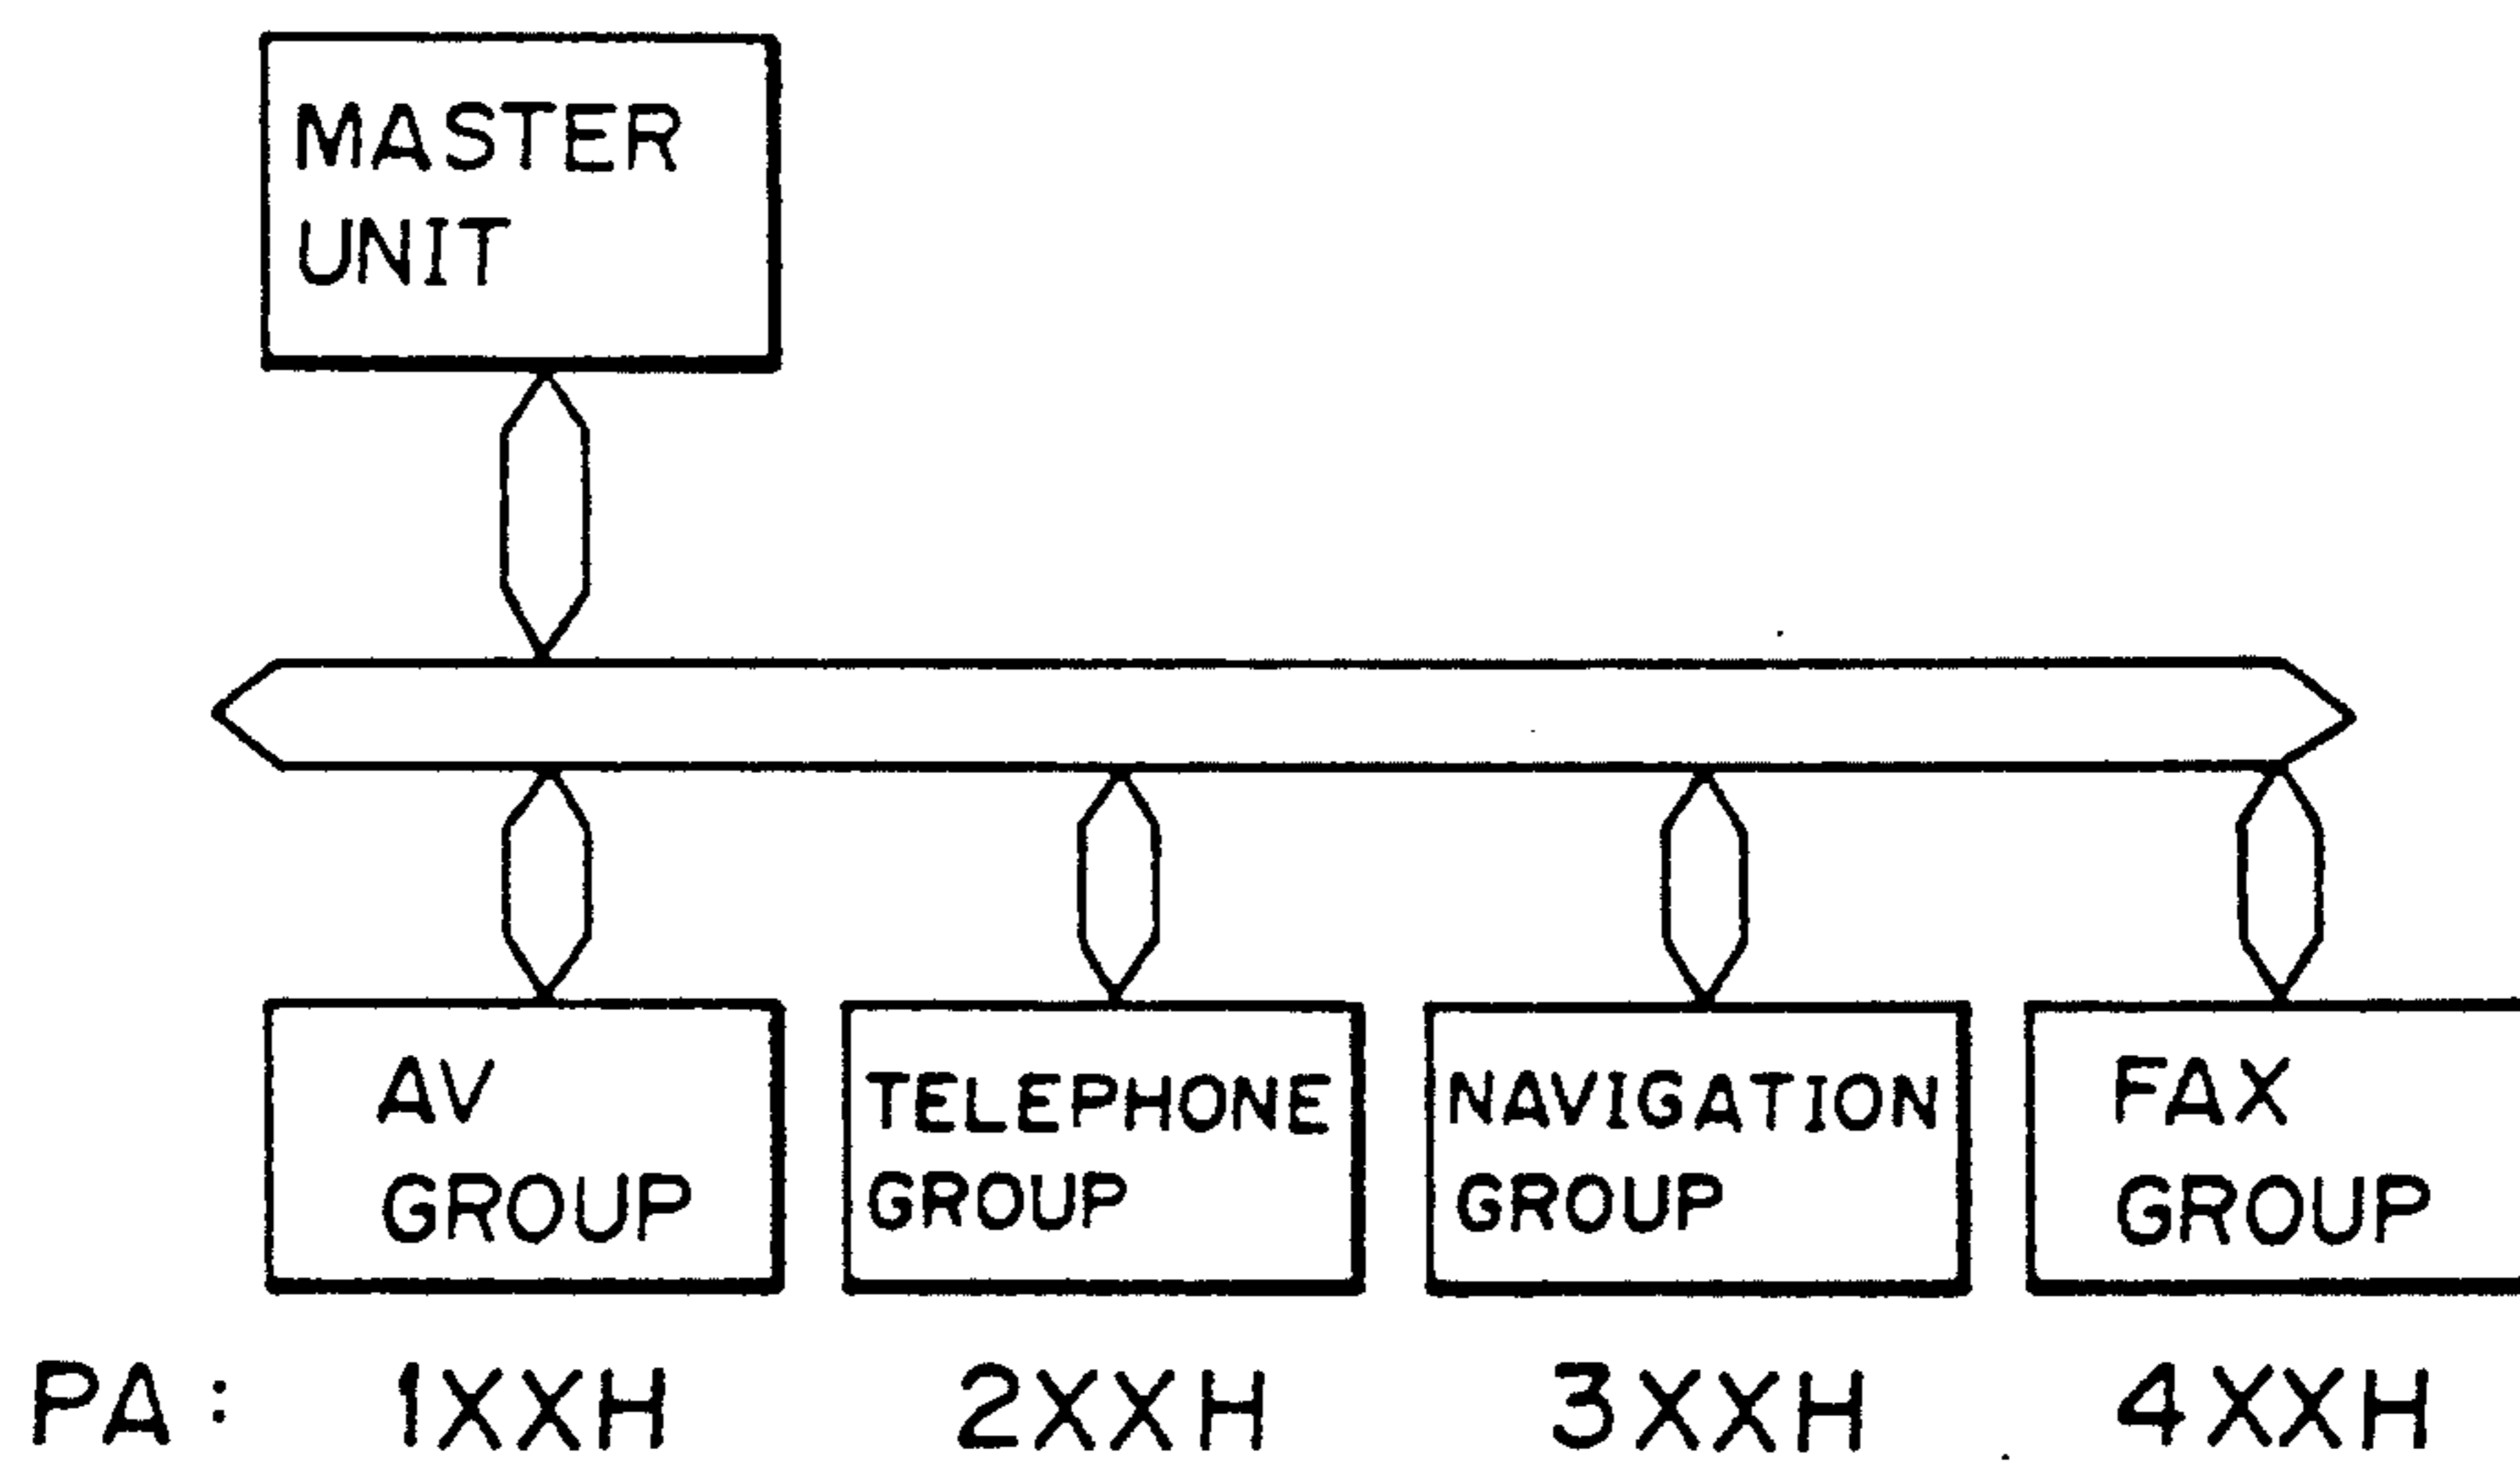 MASTER
UNIT
AV
GROUP
TELEPHONE
GROUP
NAVIGATION
GROUP
FAX
GROUP
PA: 1XXH 2XXH 3XXH 4XXH